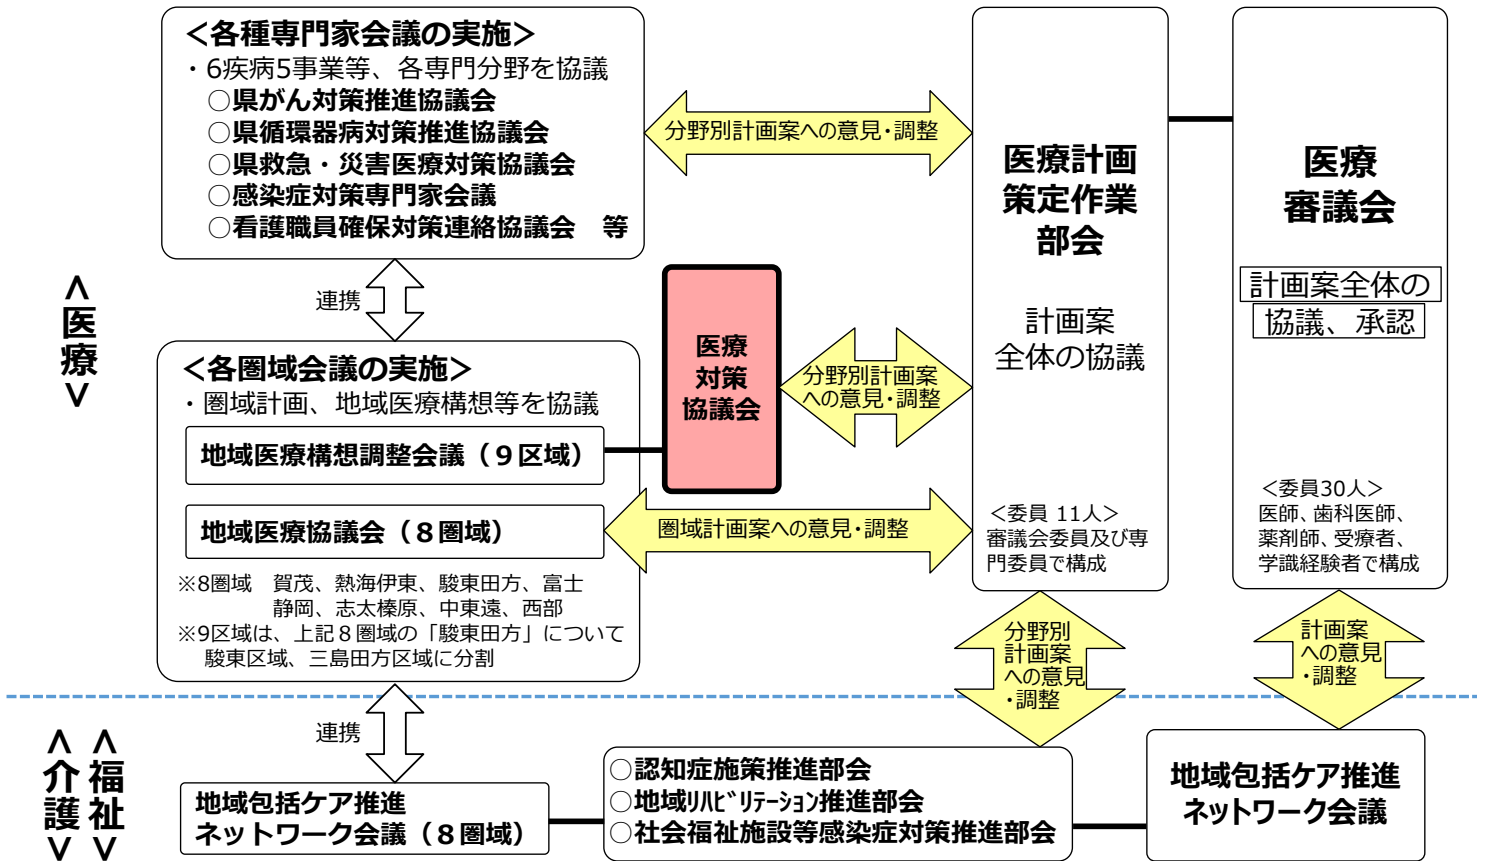 ＜医療＞
＜各種専門家会議の実施＞
・6疾病5事業等、各専門分野を協議
○県がん対策推進協議会
○県循環器病対策推進協議会
○県救急・災害医療対策協議会
○感染症対策専門家会議
○看護職員確保対策連絡協議会　等
分野別計画案への意見・調整
連携
＜各圏域会議の実施＞
・圏域計画、地域医療構想等を協議
地域医療構想調整会議（９区域）
地域医療協議会（８圏域）
※8圏域　賀茂、熱海伊東、駿東田方、富士
静岡、志太榛原、中東遠、西部
※9区域は、上記８圏域の「駿東田方」について
駿東区域、三島田方区域に分割
医療
対策
協議会
分野別計画案
への意見・調整
圏域計画案への意見・調整
医療計画
策定作業
部会
計画案
全体の協議
＜委員 11人＞
審議会委員及び専
門委員で構成
医療
審議会
計画案全体の
協議、承認
＜委員30人＞
医師、歯科医師、
薬剤師、受療者、
学識経験者で構成
分野別
計画案
への意見
・調整
計画案
への意見
・調整
＜福祉＞
＜介護＞
連携
地域包括ケア推進
ネットワーク会議（８圏域）
○認知症施策推進部会
○地域ﾘﾊﾋﾞﾘテーション推進部会
○社会福祉施設等感染症対策推進部会
地域包括ケア推進
ネットワーク会議